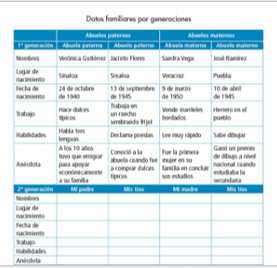 Datos familiares por generaciones
Abuelos paternos Abuelos maternos
1ª generación Abuela paterna Abuelo paterno Abuela materna Abuelo materno
Nombres Verónica Gutiérrez Jacinto Flores Sandra Vega José Ramírez
Lugar de nacimiento Sinaloa Sinaloa Veracruz Puebla
Fecha de nacimiento 24 de octubre de 1940 13 de septiembre de 1945 9 de marzo de 1950 10 de abril de 1945
Trabajo Hace dulces típicos Trabaja en un rancho sembrando frijol Vende manteles bordados Herrero en el pueblo
Habilidades Habla tres lenguas Declama poesías Lee muy rápido Sabe dibujar
Anécdota A los 10 años tuvo que emigrar para apoyar económicamente a su familia Conoció a la abuela cuando fue a comprar dulces típicos Fue la primera mujer en su familia en concluir sus estudios Ganó un premio de dibujo a nivel nacional cuando estudiaba la secundaria
2ª generación Mi padre Mis tíos Mi madre Mis tíos
Nombres
Lugar de nacimiento
Fecha de nacimiento
Trabajo
Habilidades
Anécdota